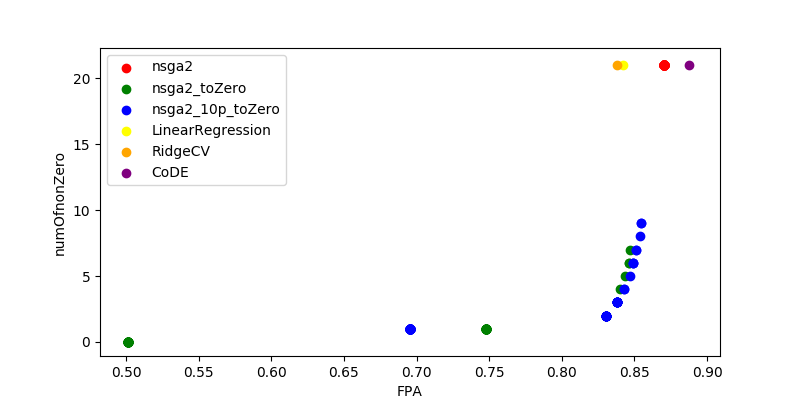 nsga2
nsga2_toZero
nsga2_10p_toZero
LinearRegression
RidgeCV
CoDE
numOfnonZero
20
15
10
5
0
0.50 0.55 0.60 0.65 0.70 0.75 0.80 0.85 0.90
FPA